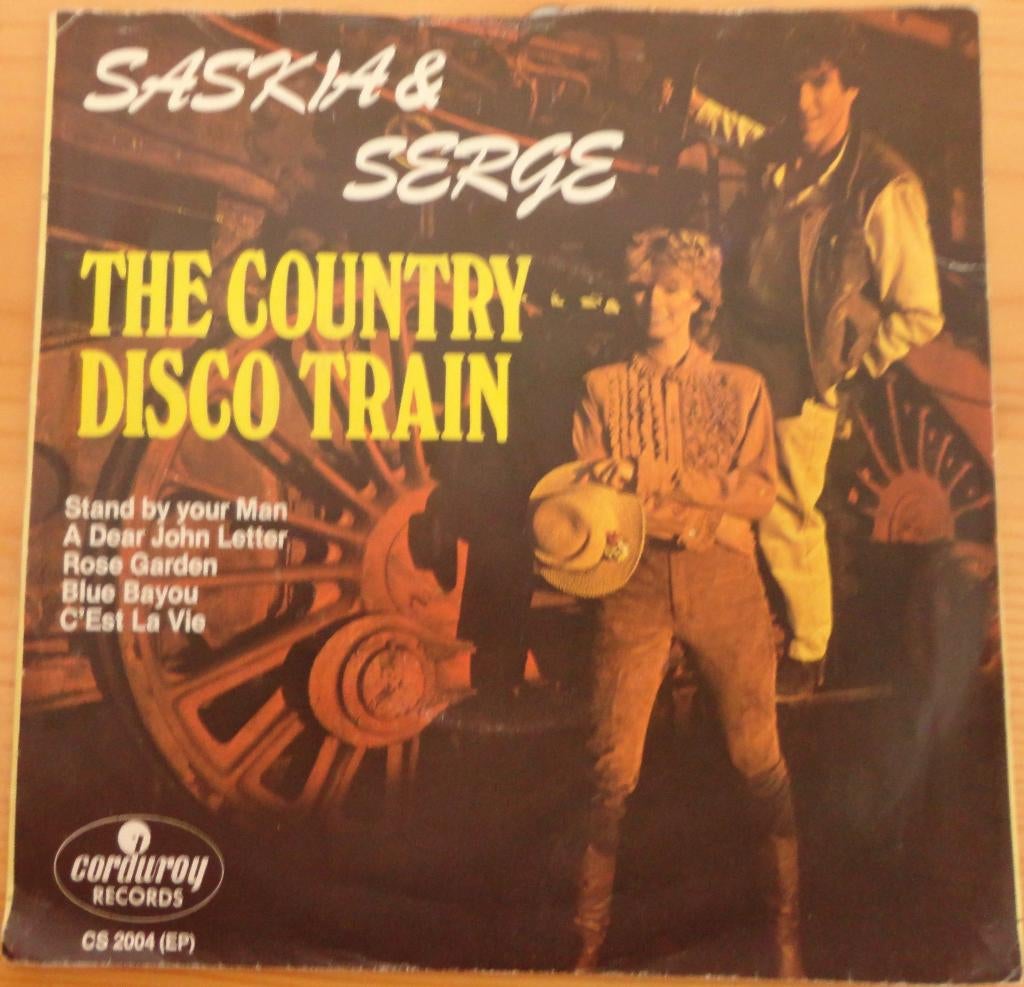 SASKIA &
SERGE
THE COUNTRY
DISCO TRAIN
Stand by your Man
A Dear John Letter
Rose Garden
Blue Bayou
C'Est La Vie
corduroy
RECORDS
CS 2004 (EP)